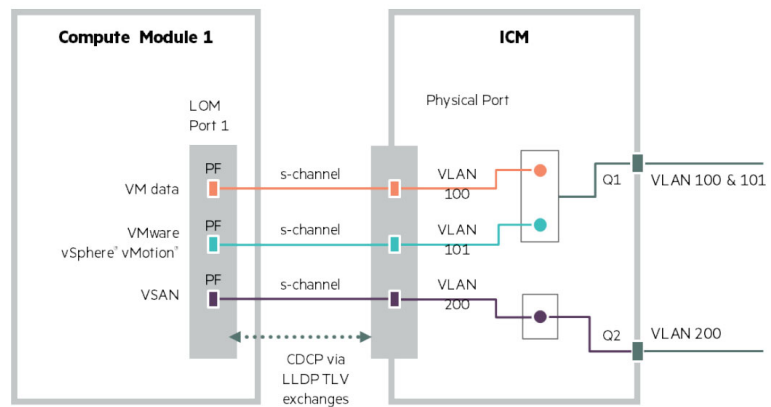 Compute Module 1
ICM
LOM
Port 1
Physical Port
PF
VM data
s-channel
VLAN
100
Q1
VLAN 100 & 101
PF
VMware
vSphere® vMotion®
s-channel
VLAN
101
PF
VSAN
s-channel
VLAN
200
Q2
VLAN 200
CDCP via
LLDP TLV
exchanges